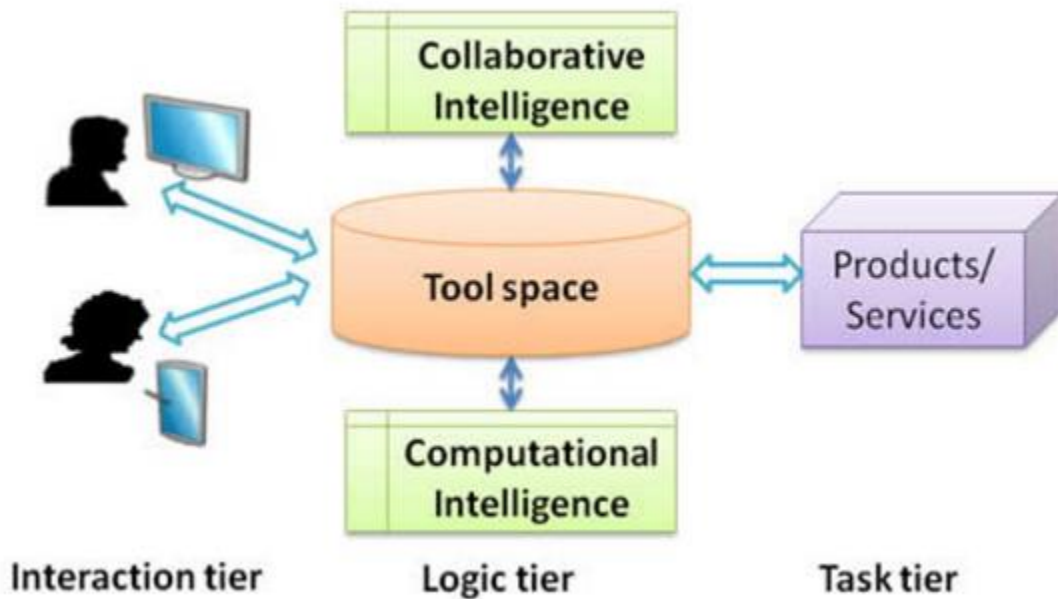 Collaborative
Intelligence
Tool space
Products/
Services
Computational
Intelligence
Interaction tier
Logic tier
Task tier